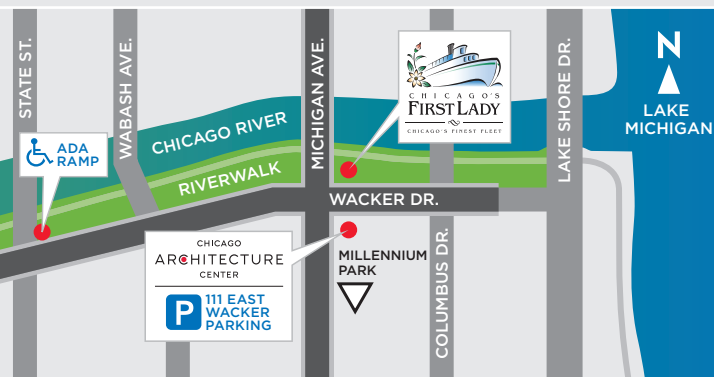 STATE ST.
WABASH AVE.
MICHIGAN AVE.
CHICAGO'S
FIRST LADY
CHICAGO'S FINEST FLEET
LAKE SHORE DR.
N
LAKE
MICHIGAN
ADA
RAMP
CHICAGO RIVER
RIVERWALK
WACKER DR.
CHICAGO
ARCHITECTURE
CENTER
P
111 EAST
WACKER
PARKING
MILLENNIUM
PARK
COLUMBUS DR.